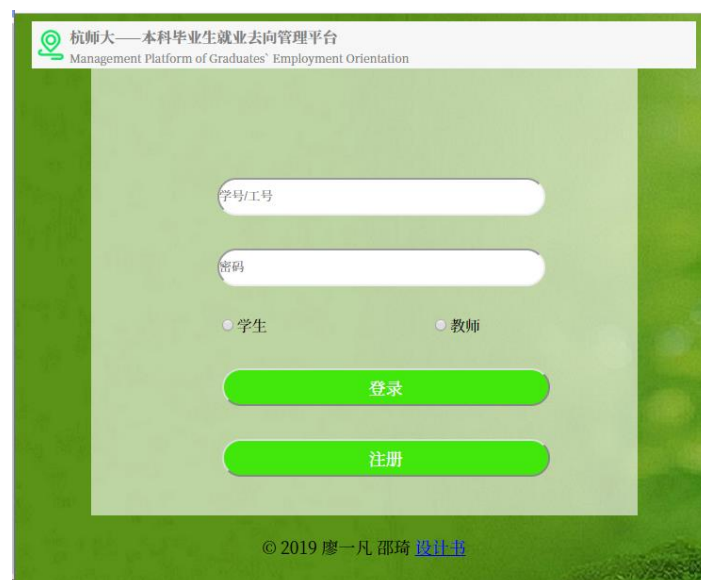 杭师大——本科毕业生就业去向管理平台
Management Platform of Graduates` Employment Orientation
学号/工号
密码
学生 教师
登录
注册
© 2019 廖一凡 邵琦 设计书